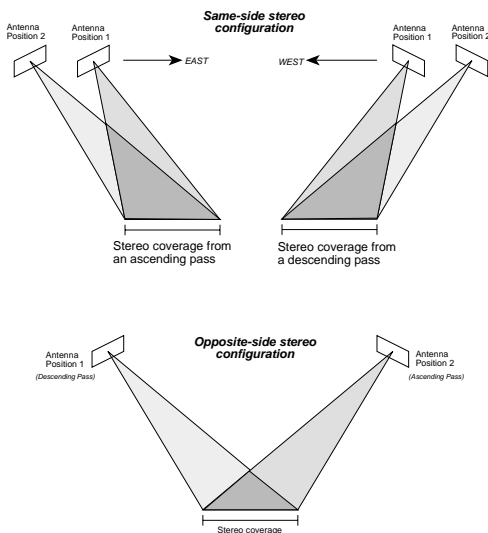 Same-side stereo
configuration
Antenna
Position 2
Antenna
Position 1
EAST
WEST
Antenna
Position 1
Antenna
Position 2
Stereo coverage from
an ascending pass
Stereo coverage from
a descending pass
Opposite-side stereo
configuration
Antenna
Position 1
(Descending Pass)
Antenna
Position 2
(Ascending Pass)
Stereo coverage